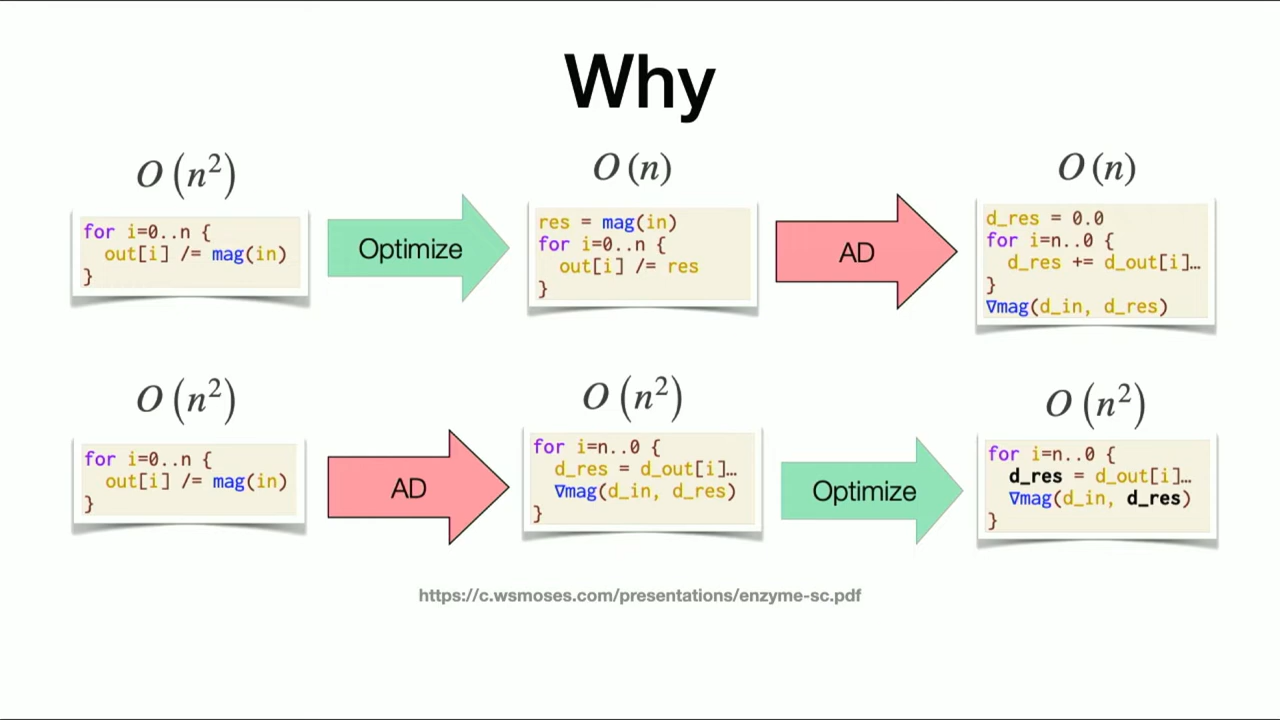 Why
O (n²)
O (n)
O (n)
for i=0..n {
out[i] /= mag(in)
}
Optimize
res = mag(in)
for i=0..n {
out[i] /= res
}
AD
d_res = 0.0
for i=n..0 {
d_res += d_out[i]…
}
∇mag(d_in, d_res)
O (n²)
O (n²)
O (n²)
for i=0..n {
out[i] /= mag(in)
}
AD
for i=n..0 {
d_res = d_out[i]…
∇mag(d_in, d_res)
}
Optimize
for i=n..0 {
d_res = d_out[i]…
∇mag(d_in, d_res)
}
https://c.wsmoses.com/presentations/enzyme-sc.pdf